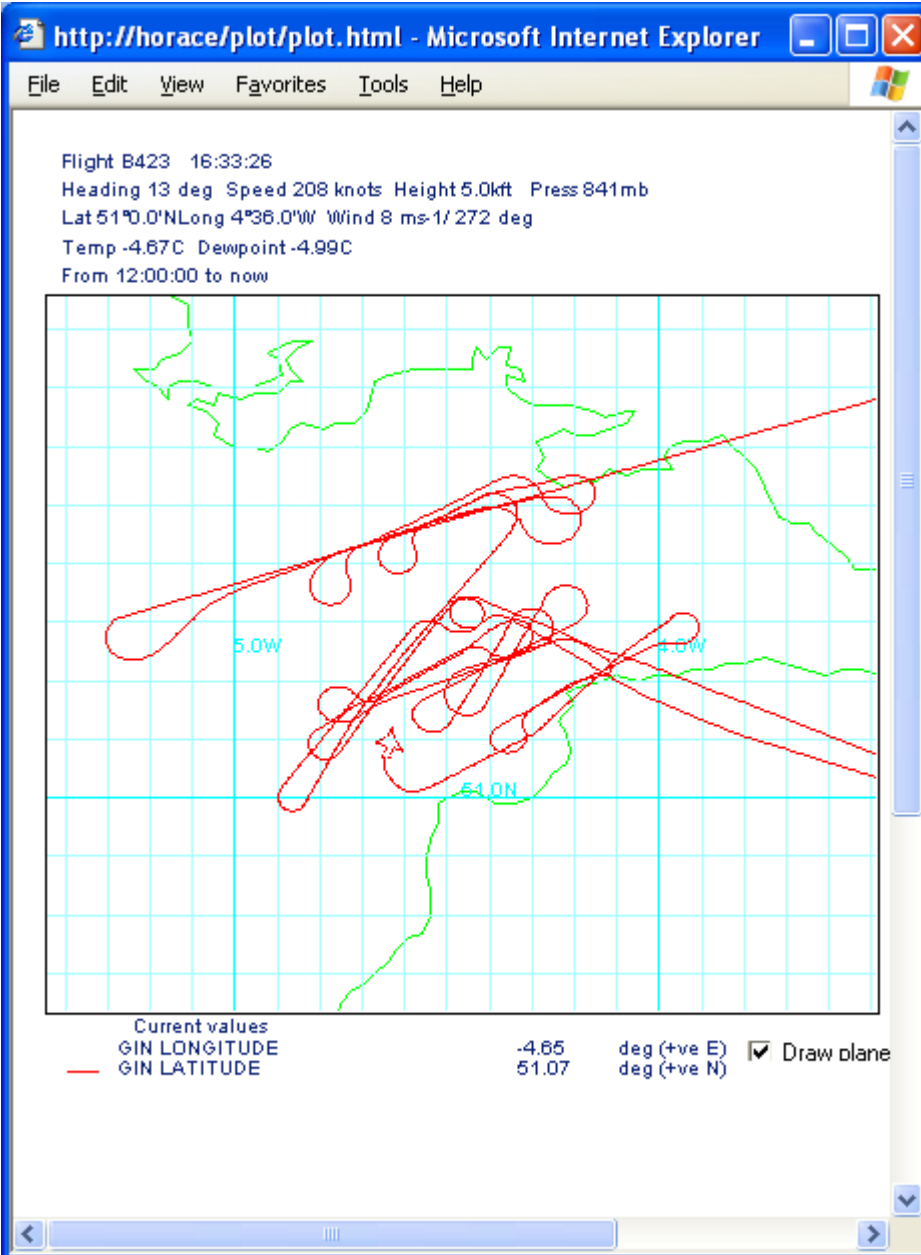 http://horace/plot/plot.html - Microsoft Internet Explorer
File Edit View Favorites Tools Help
Flight B423 16:33:26
Heading 13 deg Speed 208 knots Height 5.0kft Press 841mb
Lat 51°0.0'NLong 4°36.0'W Wind 8 ms-1/ 272 deg
Temp -4.67C Dewpoint -4.99C
From 12:00:00 to now
5.0W 4.0W
51.0N
Current values
GIN LONGITUDE -4.65 deg (+ve E)
GIN LATITUDE 51.07 deg (+ve N)
Draw plane